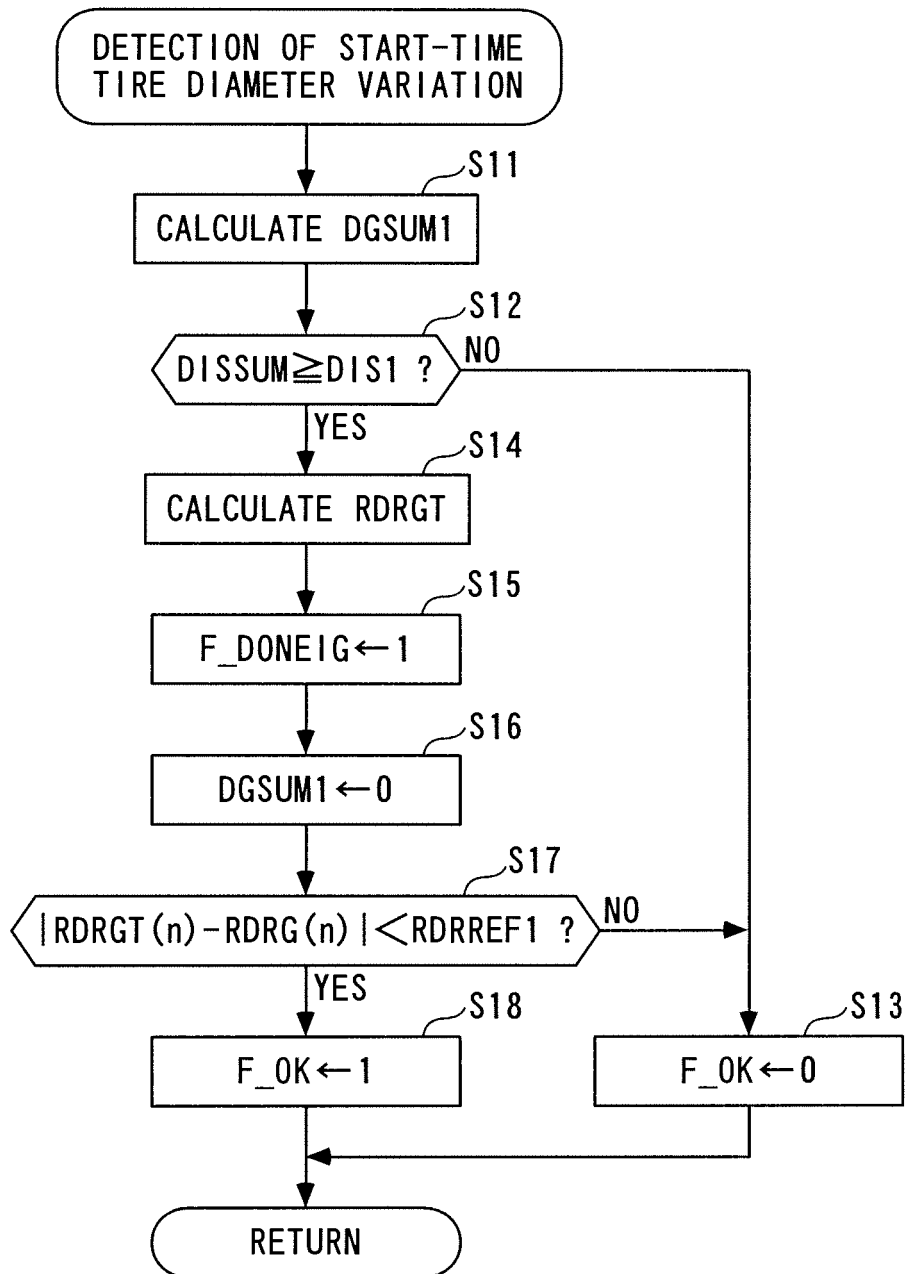 DETECTION OF START-TIME
TIRE DIAMETER VARIATION
S11
CALCULATE DGSUM1
S12
DISSUM≧DIS1 ?
NO
YES
S14
CALCULATE RDRGT
S15
F_DONEIG←1
S16
DGSUM1←0
S17
|RDRGT(n)-RDRG(n)|<RDRREF1 ?
NO
YES
S18
F_OK←1
S13
F_OK←0
RETURN